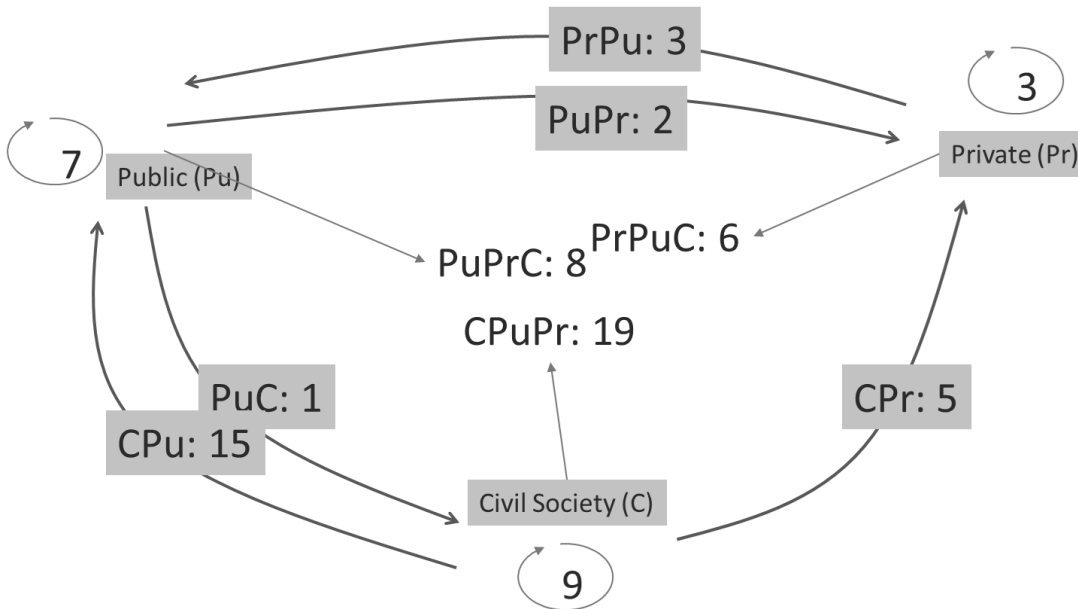 PrPu: 3
3
PuPr: 2
7
Public (Pu)
Private (Pr)
PrPuC: 6
PuPrC: 8
CPuPr: 19
PuC: 1
CPr: 5
CPu: 15
Civil Society (C)
9